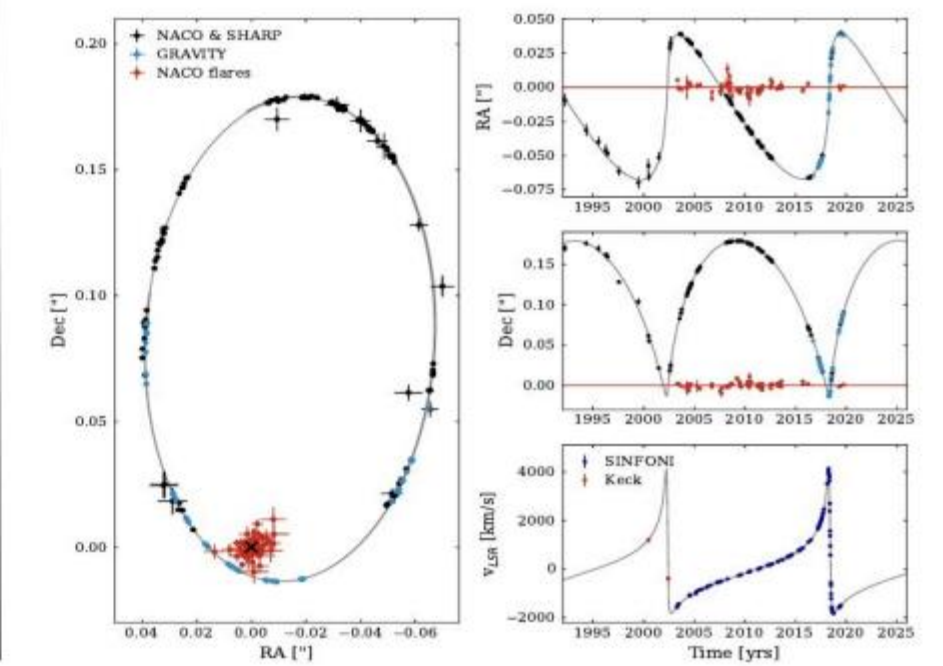 NACO & SHARP
GRAVITY
NACO flares
0.20
0.15
0.10
0.05
0.00
Dec ["]
0.04 0.02 0.00 −0.02 −0.04 −0.06
RA ["]
0.050
0.025
0.000
−0.025
−0.050
−0.075
RA ["]
1995 2000 2005 2010 2015 2020 2025
0.15
0.10
0.05
0.00
Dec ["]
1995 2000 2005 2010 2015 2020 2025
SINFONI
Keck
4000
2000
0
−2000
vLSR [km/s]
1995 2000 2005 2010 2015 2020 2025
Time [yrs]